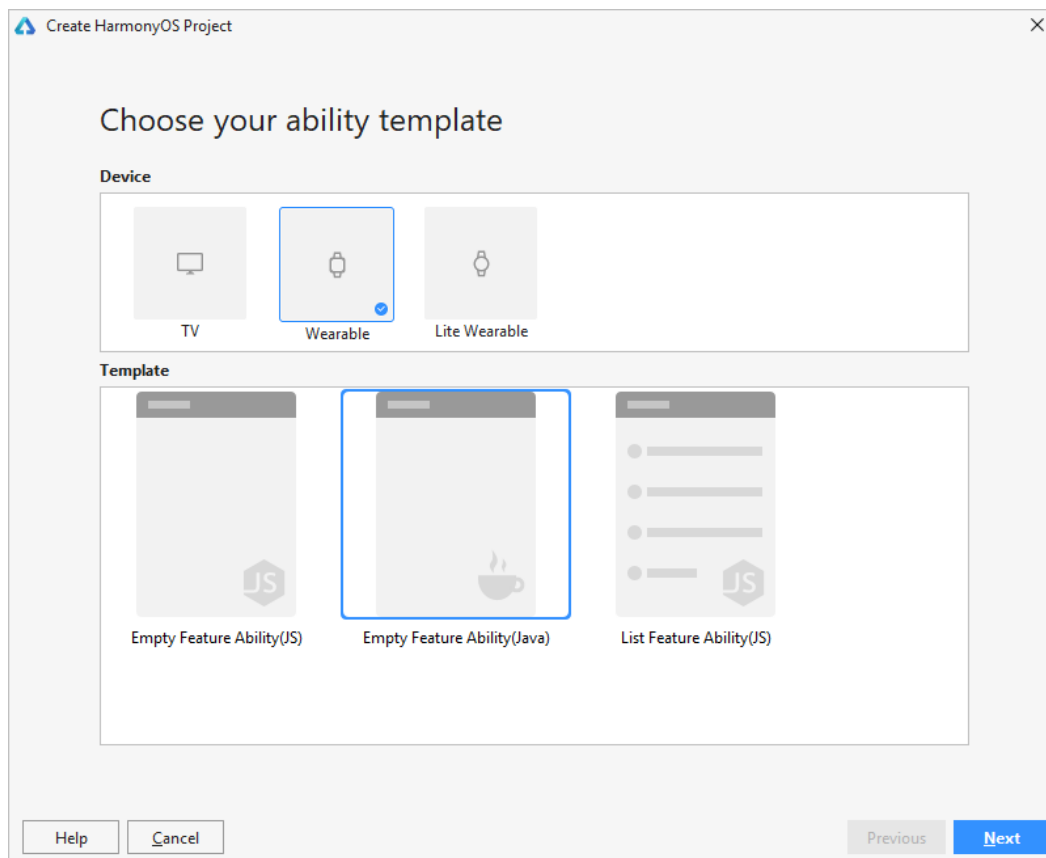 Create HarmonyOS Project
Choose your ability template
Device
TV
Wearable
Lite Wearable
Template
JS
JS
Empty Feature Ability(JS)
Empty Feature Ability(Java)
List Feature Ability(JS)
Help
Cancel
Previous
Next